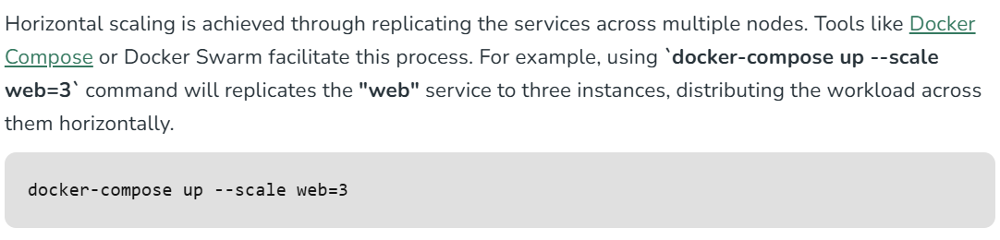 Horizontal scaling is achieved through replicating the services across multiple nodes. Tools like Docker
Compose or Docker Swarm facilitate this process. For example, using `docker-compose up --scale
web=3` command will replicates the "web" service to three instances, distributing the workload across
them horizontally.
docker-compose up --scale web=3